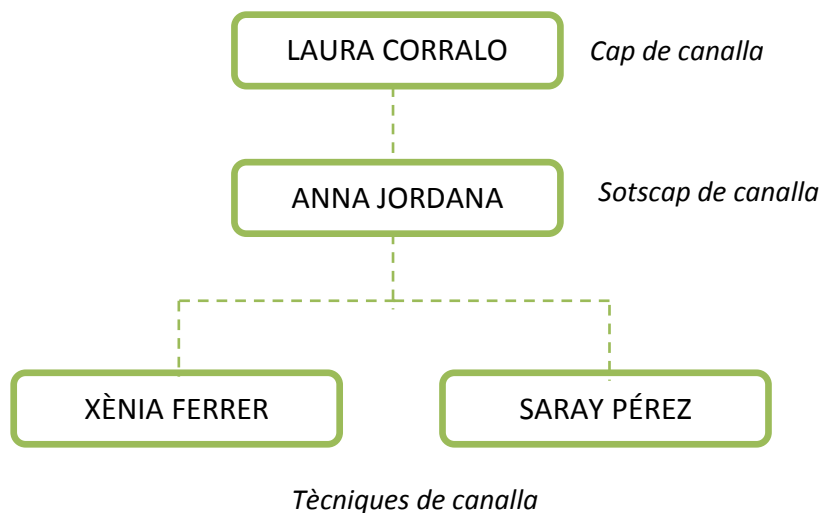 LAURA CORRALO
Cap de canalla
ANNA JORDANA
Sotscap de canalla
XÈNIA FERRER
SARAY PÉREZ
Tècniques de canalla